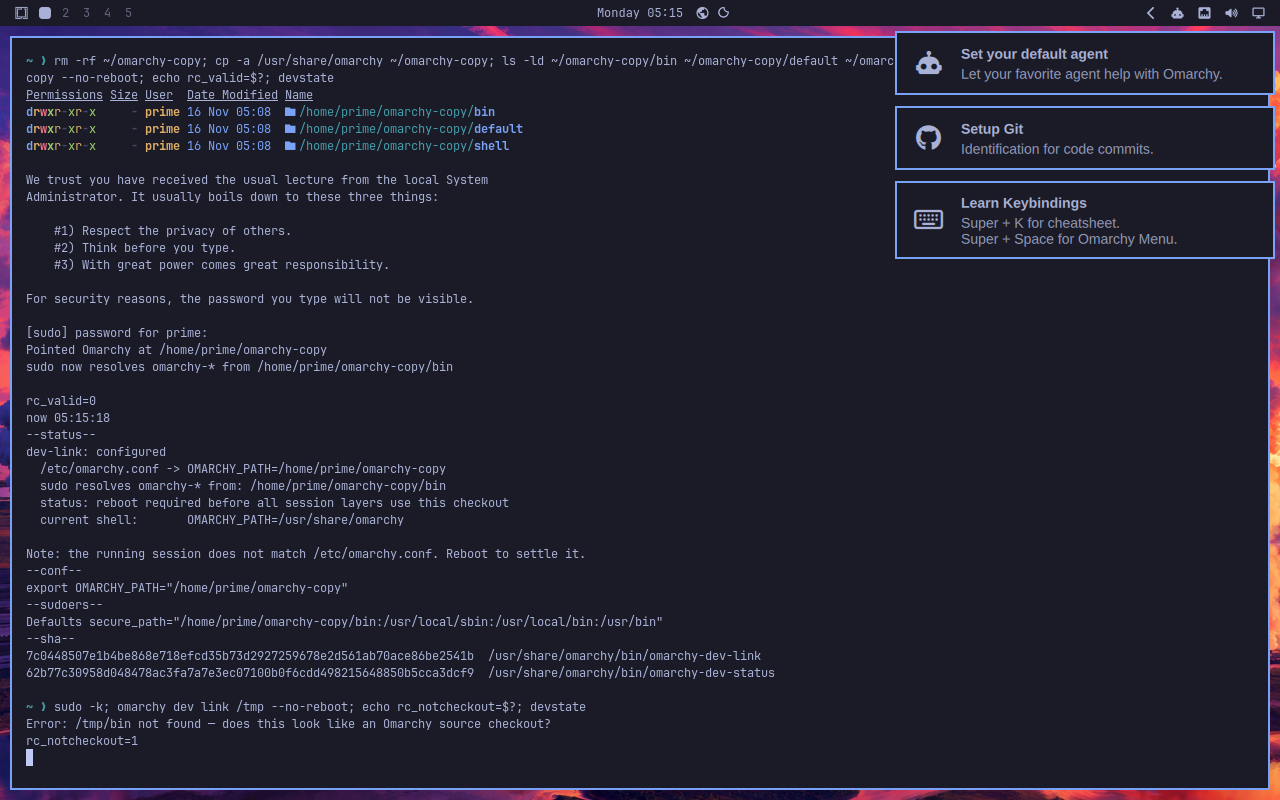 2 3 4 5
Monday 05:15
~ ❯ rm -rf ~/omarchy-copy; cp -a /usr/share/omarchy ~/omarchy-copy; ls -ld ~/omarchy-copy/bin ~/omarchy-copy/default ~/omarc
copy --no-reboot; echo rc_valid=$?; devstate
Permissions Size User  Date Modified Name
drwxr-xr-x     - prime 16 Nov 05:08  /home/prime/omarchy-copy/bin
drwxr-xr-x     - prime 16 Nov 05:08  /home/prime/omarchy-copy/default
drwxr-xr-x     - prime 16 Nov 05:08  /home/prime/omarchy-copy/shell
We trust you have received the usual lecture from the local System
Administrator. It usually boils down to these three things:
#1) Respect the privacy of others.
#2) Think before you type.
#3) With great power comes great responsibility.
For security reasons, the password you type will not be visible.
[sudo] password for prime:
Pointed Omarchy at /home/prime/omarchy-copy
sudo now resolves omarchy-* from /home/prime/omarchy-copy/bin
rc_valid=0
now 05:15:18
--status--
dev-link: configured
/etc/omarchy.conf -> OMARCHY_PATH=/home/prime/omarchy-copy
sudo resolves omarchy-* from: /home/prime/omarchy-copy/bin
status: reboot required before all session layers use this checkout
current shell:       OMARCHY_PATH=/usr/share/omarchy
Note: the running session does not match /etc/omarchy.conf. Reboot to settle it.
--conf--
export OMARCHY_PATH="/home/prime/omarchy-copy"
--sudoers--
Defaults secure_path="/home/prime/omarchy-copy/bin:/usr/local/sbin:/usr/local/bin:/usr/bin"
--sha--
7c0448507e1b4be868e718efcd35b73d2927259678e2d561ab70ace86be2541b  /usr/share/omarchy/bin/omarchy-dev-link
62b77c30958d048478ac3fa7a7e3ec07100b0f6cdd498215648850b5cca3dcf9  /usr/share/omarchy/bin/omarchy-dev-status
~ ❯ sudo -k; omarchy dev link /tmp --no-reboot; echo rc_notcheckout=$?; devstate
Error: /tmp/bin not found — does this look like an Omarchy source checkout?
rc_notcheckout=1
Set your default agent
Let your favorite agent help with Omarchy.
Setup Git
Identification for code commits.
Learn Keybindings
Super + K for cheatsheet.
Super + Space for Omarchy Menu.